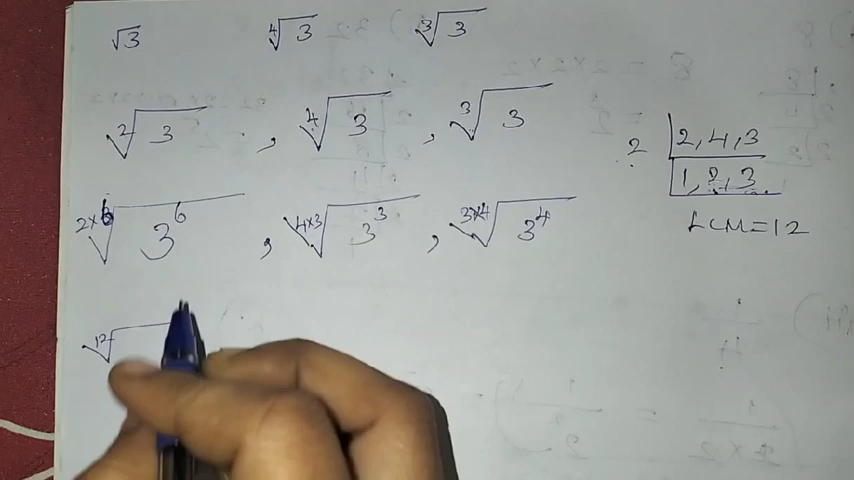 √3 ⁴√3 ³√3
²√3 , ⁴√3 , ³√3
2 | 2, 4, 3
1, 2, 3
²ˣ⁶√3⁶ , ⁴ˣ³√3³ , ³ˣ⁴√3⁴
LCM = 12
¹²√